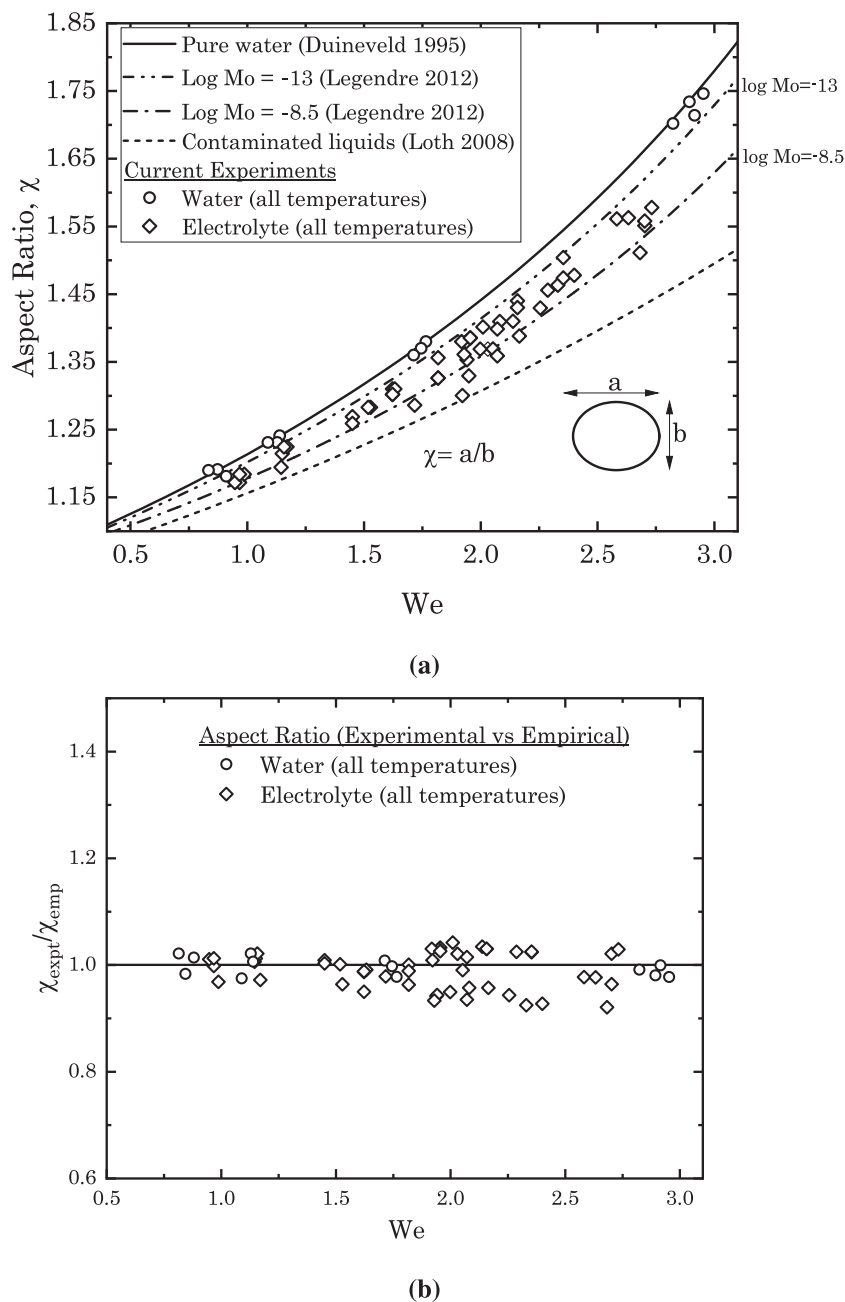 (a)
1.85
1.75
1.65
1.55
1.45
1.35
1.25
1.15
Aspect Ratio, χ
Pure water (Duineveld 1995)
Log Mo = -13 (Legendre 2012)
Log Mo = -8.5 (Legendre 2012)
Contaminated liquids (Loth 2008)
Current Experiments
Water (all temperatures)
Electrolyte (all temperatures)
log Mo=-13
log Mo=-8.5
a
b
χ= a/b
0.5 1.0 1.5 2.0 2.5 3.0
We
(a)
1.4
1.2
1.0
0.8
0.6
χexpt/χemp
Aspect Ratio (Experimental vs Empirical)
Water (all temperatures)
Electrolyte (all temperatures)
0.5 1.0 1.5 2.0 2.5 3.0
We
(b)